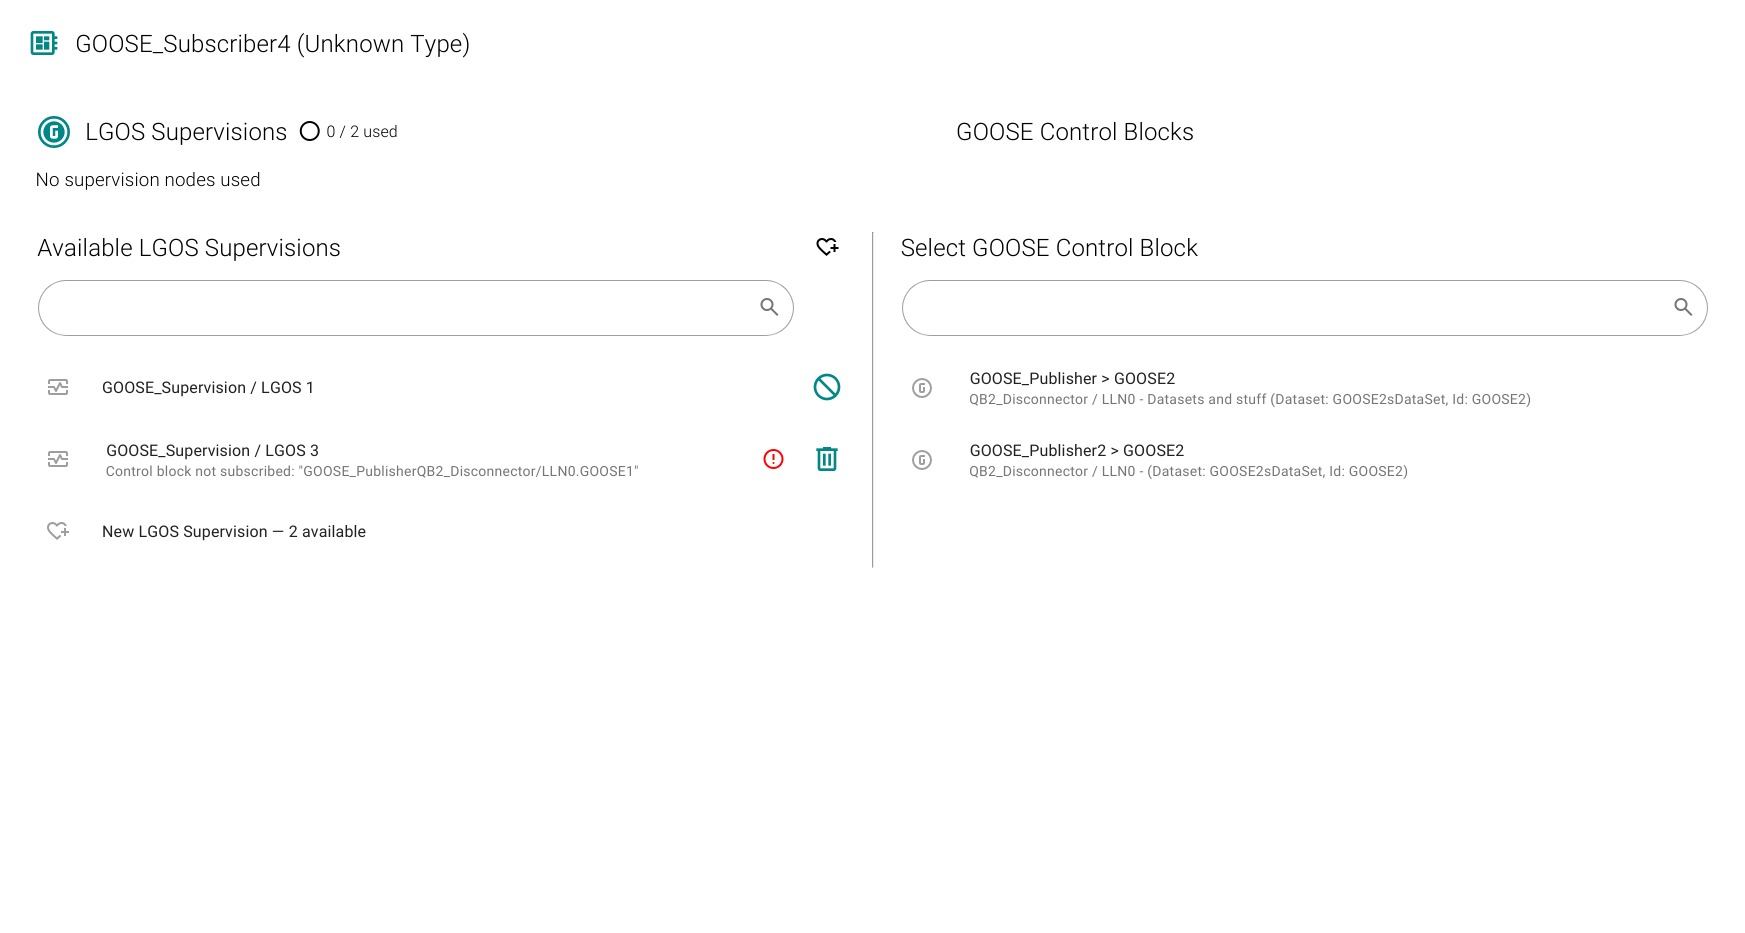 GOOSE_Subscriber4 (Unknown Type)
LGOS Supervisions 0 / 2 used
GOOSE Control Blocks
No supervision nodes used
Available LGOS Supervisions
GOOSE_Supervision / LGOS 1
GOOSE_Supervision / LGOS 3
Control block not subscribed: "GOOSE_PublisherQB2_Disconnector/LLN0.GOOSE1"
New LGOS Supervision — 2 available
Select GOOSE Control Block
GOOSE_Publisher > GOOSE2
QB2_Disconnector / LLN0 - Datasets and stuff (Dataset: GOOSE2sDataSet, Id: GOOSE2)
GOOSE_Publisher2 > GOOSE2
QB2_Disconnector / LLN0 - (Dataset: GOOSE2sDataSet, Id: GOOSE2)